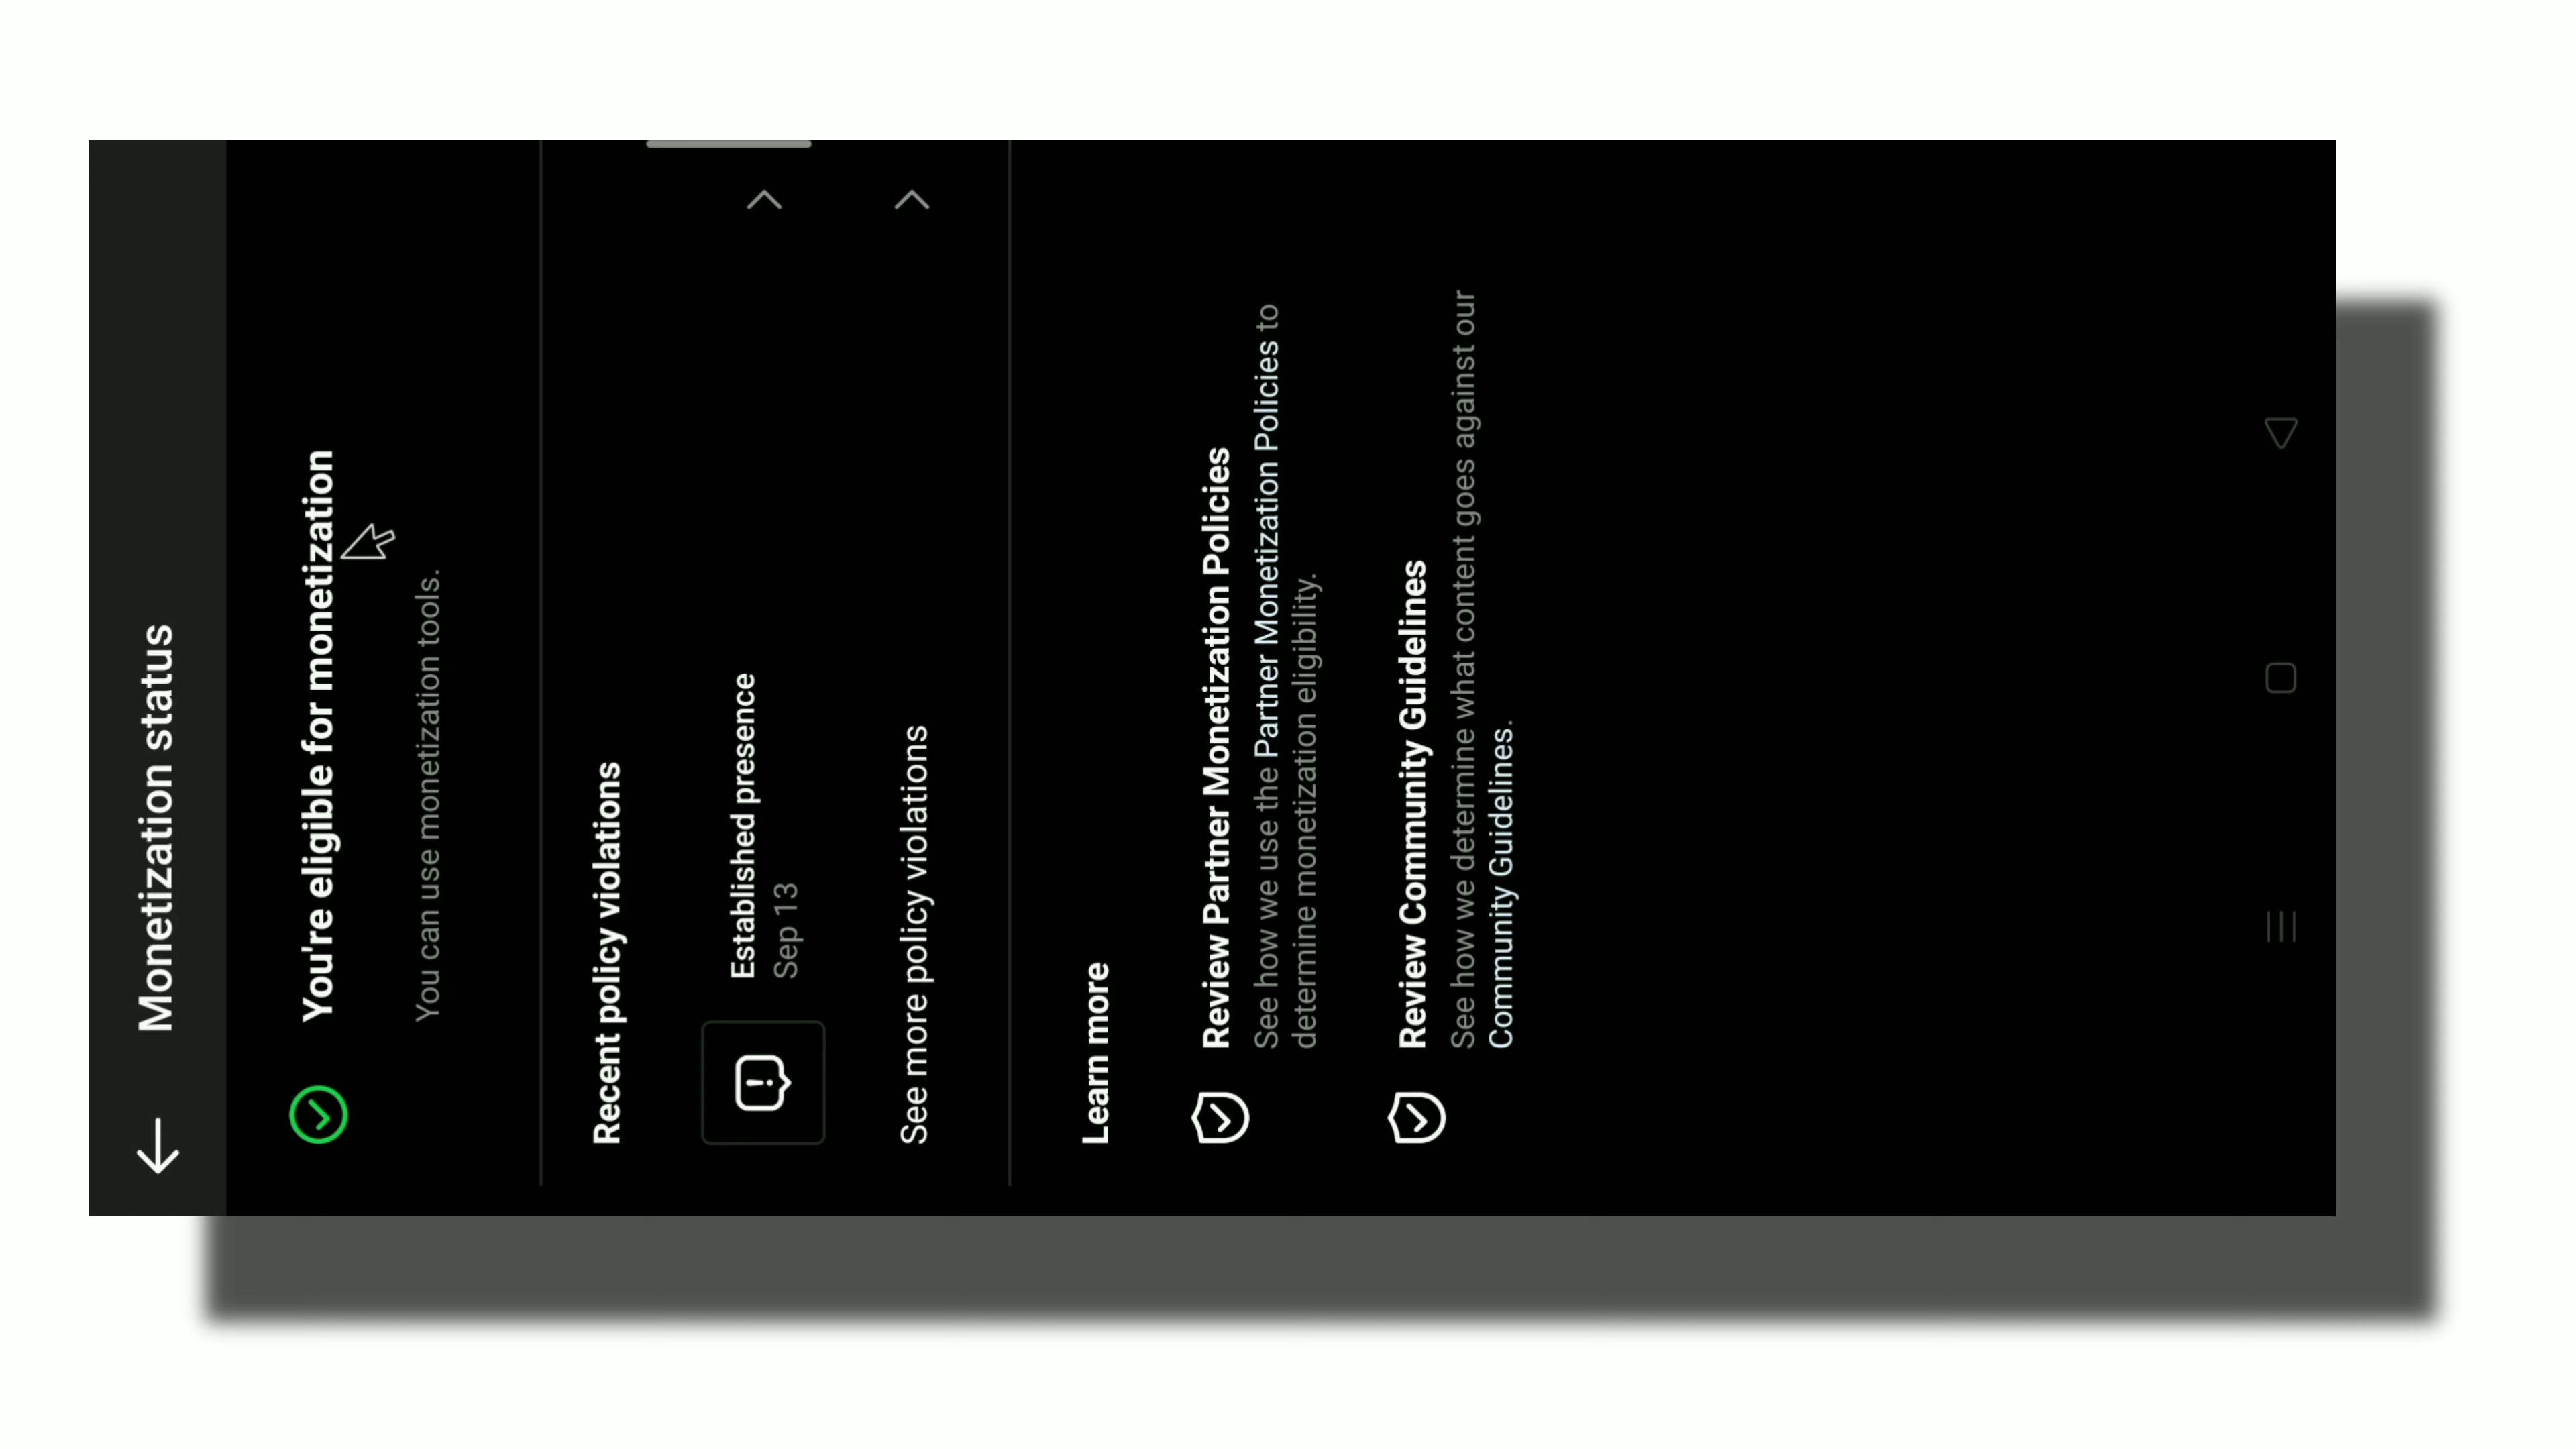 Monetization status
You're eligible for monetization
You can use monetization tools.
Recent policy violations
Established presence
Sep 13
See more policy violations
Learn more
Review Partner Monetization Policies
See how we use the Partner Monetization Policies to
determine monetization eligibility.
Review Community Guidelines
See how we determine what content goes against our
Community Guidelines.